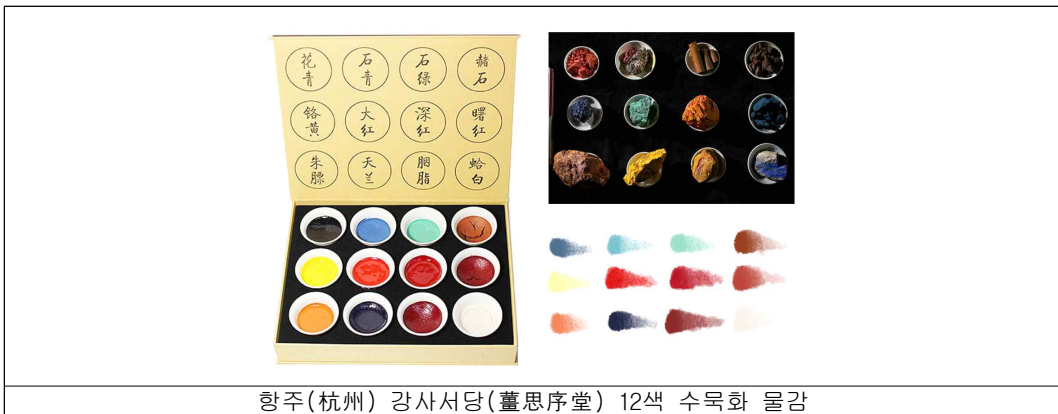 花青 石青 石绿 赭石
铬黄 大红 深红 曙红
朱膘 天兰 胭脂 蛤白
항주(杭州) 강사서당(薑思序堂) 12색 수묵화 물감